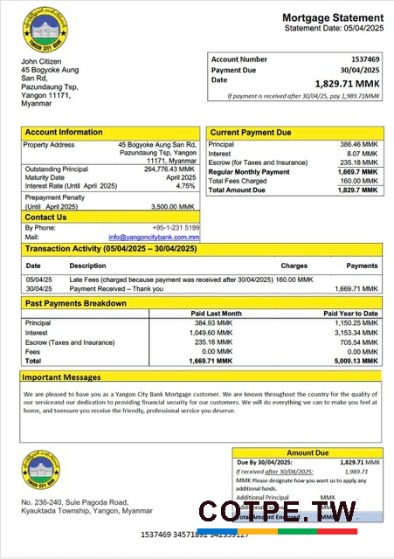 Mortgage Statement
Statement Date: 05/04/2025
YANGON CITY BANK
John Citizen
45 Bogyoke Aung
San Rd,
Pazundaung Tsp,
Yangon 11171,
Myanmar
Account Number 1537469
Payment Due 30/04/2025
Date
1,829.71 MMK
If payment is received after 30/04/25, pay 1,989.71MMK
Account Information
Property Address 45 Bogyoke Aung San Rd,
Pazundaung Tsp, Yangon
11171, Myanmar
Outstanding Principal 264,776.43 MMK
Maturity Date April 2025
Interest Rate (Until April 2025) 4.75%
Prepayment Penalty
(Until April 2025) 3,500.00 MMK
Contact Us
By Phone: +95-1-231 5199
Mail: info@yangoncitybank.com.mm
Current Payment Due
Principal 386.46 MMK
Interest 8.07 MMK
Escrow (for Taxes and Insurance) 235.18 MMK
Regular Monthly Payment 1,669.7 MMK
Total Fees Charged 160.00 MMK
Total Amount Due 1,829.7 MMK
Transaction Activity (05/04/2025 – 30/04/2025)
Date Description Charges Payments
05/04/25 Late Fees (charged because payment was received after 30/04/2025) 160.00 MMK
30/04/25 Payment Received – Thank you 1,669.71 MMK
Past Payments Breakdown
Paid Last Month Paid Year to Date
Principal 384.93 MMK 1,150.25 MMK
Interest 1,049.60 MMK 3,153.34 MMK
Escrow (Taxes and Insurance) 235.18 MMK 705.54 MMK
Fees 0.00 MMK 0.00 MMK
Total 1,669.71 MMK 5,009.13 MMK
Important Messages
We are pleased to have you as a Yangon City Bank Mortgage customer. We are known throughout the country for the quality of
our serviceand our dedication to providing financial security for our customers. We will do everything we can to make you feel at
home, and toensure you receive the friendly, professional service you deserve.
YANGON CITY BANK
No. 236-240, Sule Pagoda Road,
Kyauktada Township, Yangon, Myanmar
Amount Due
Due By 30/04/2025: 1,829.71 MMK
If received after 30/04/2025: 1,989.71
MMK Please designate how you want us to apply any
additional funds.
Additional Principal MMK
Additional MMK
Total Amount Enclosed MMK
COTPE.TW
1537469 34571892